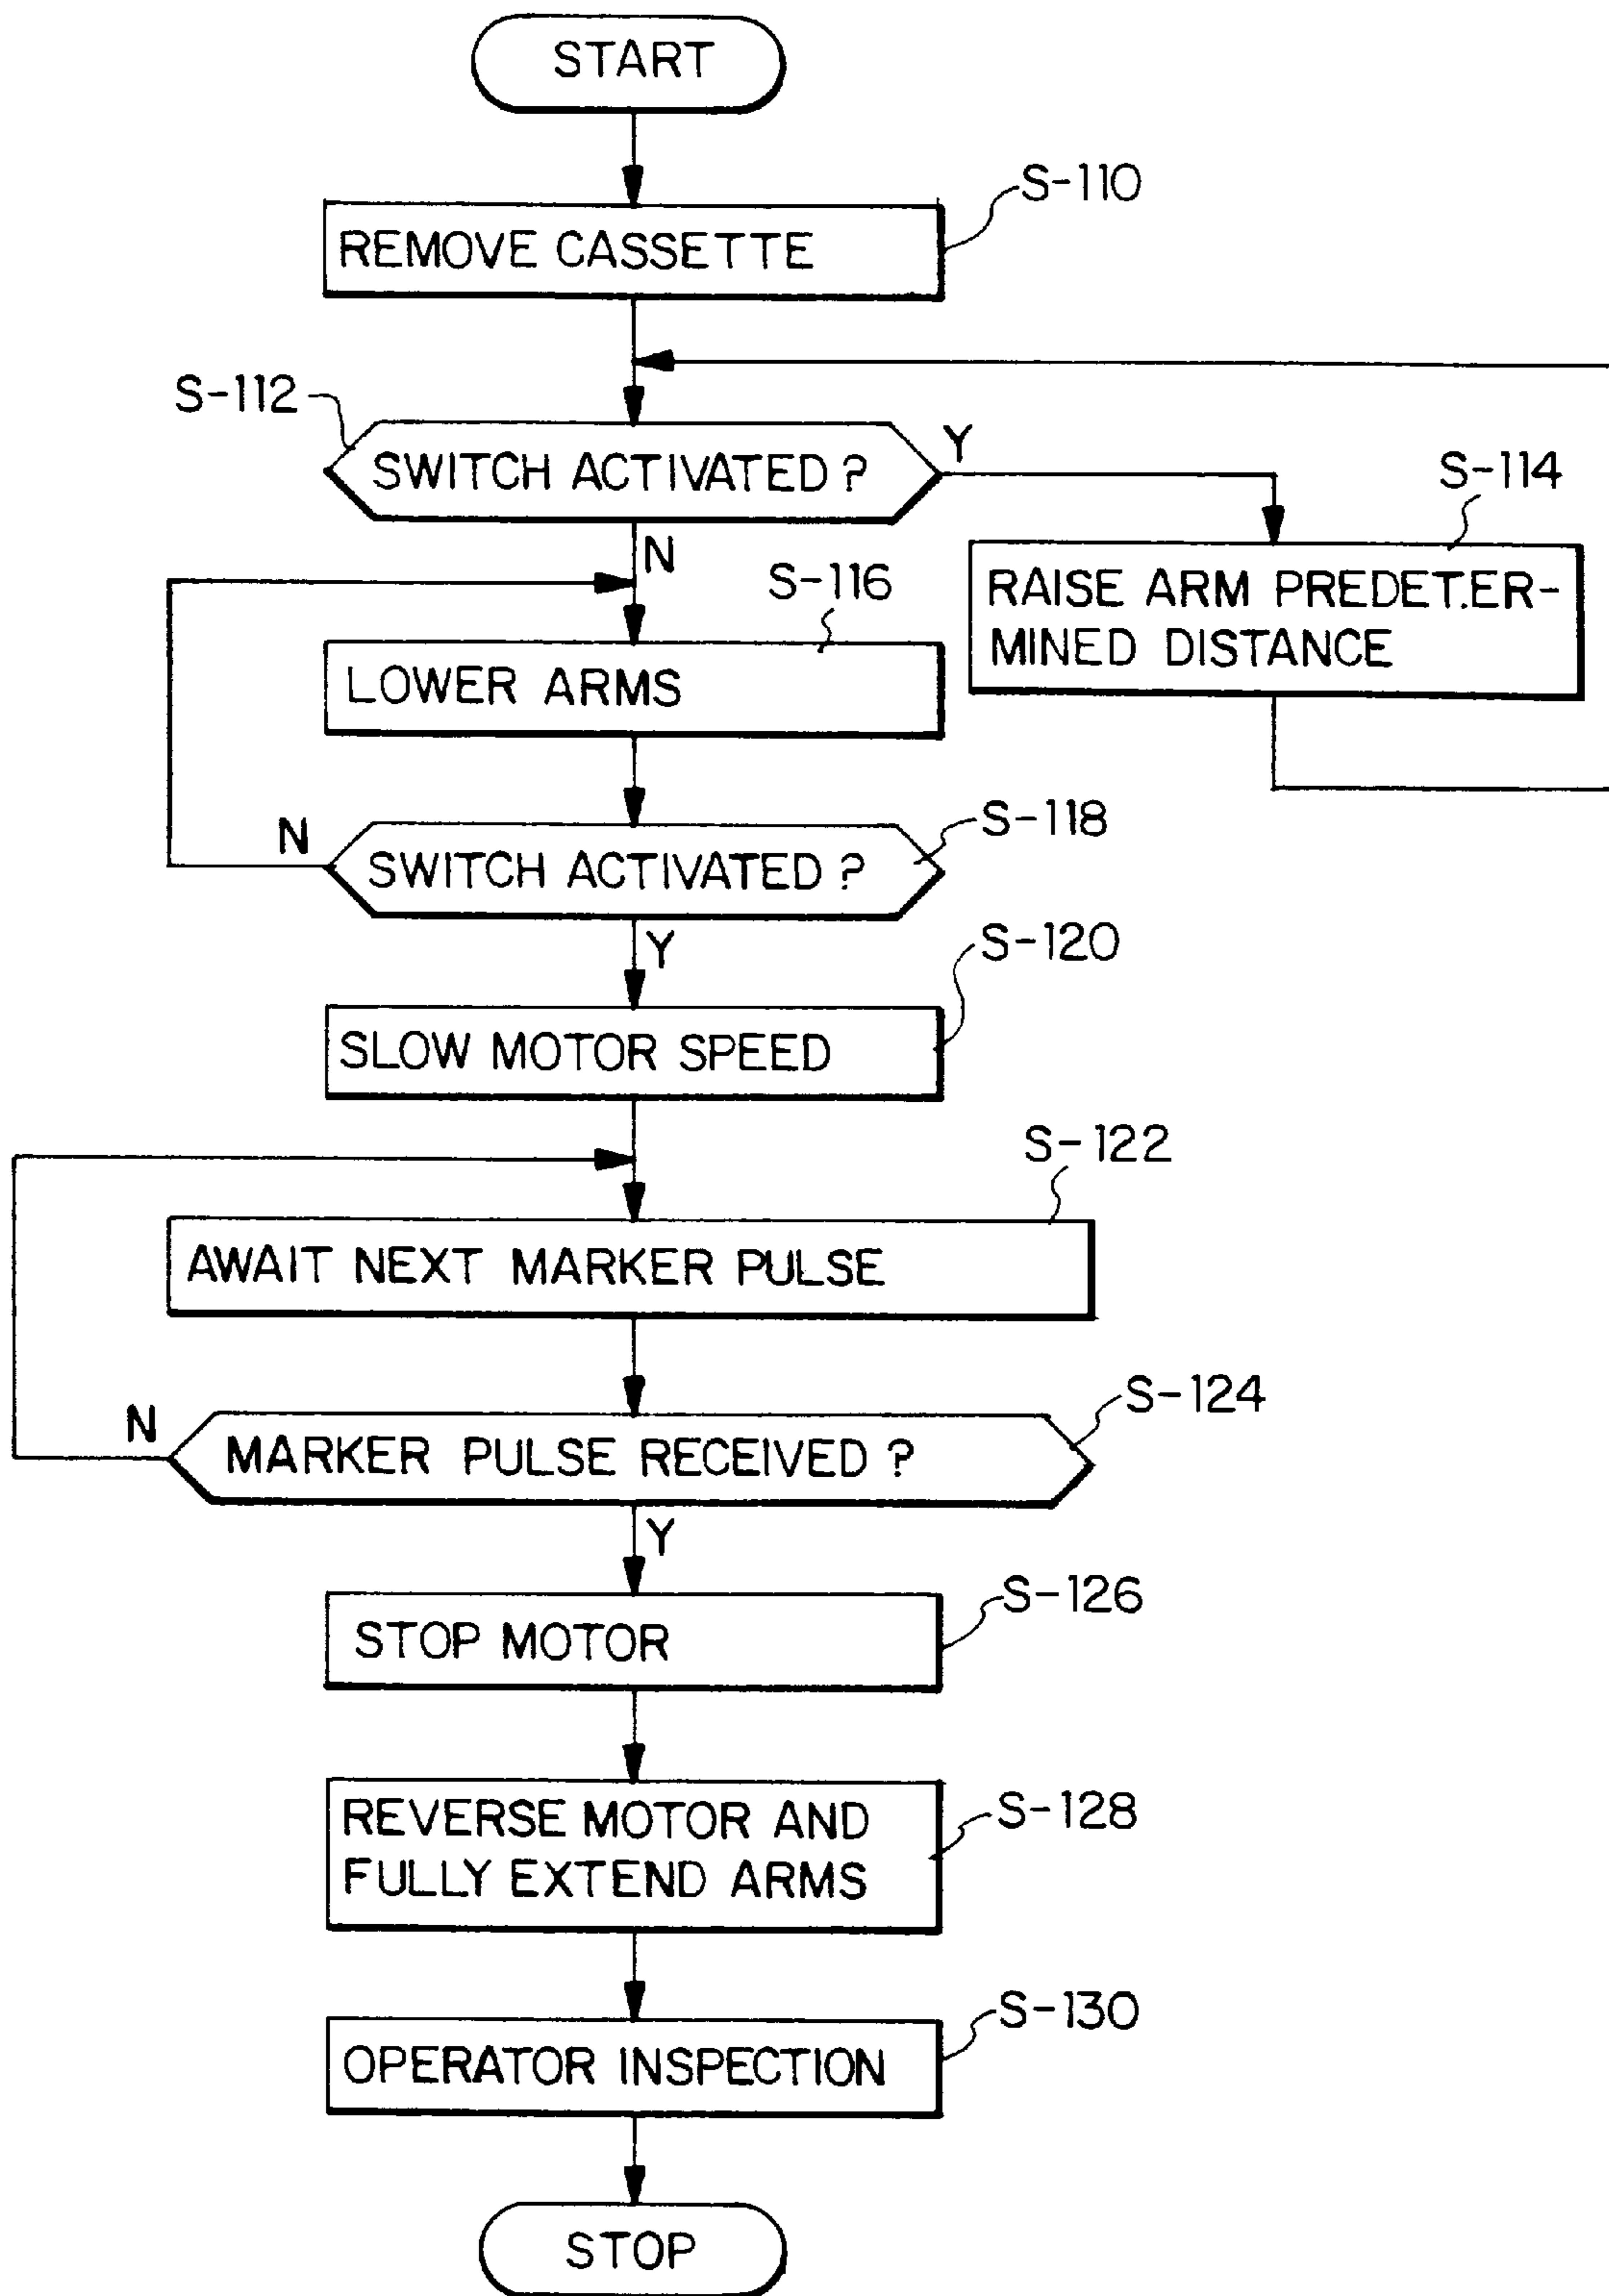 START
S-110
REMOVE CASSETTE
S-112
SWITCH ACTIVATED ?
Y
S-114
N
RAISE ARM PREDET.ER-
MINED DISTANCE
S-116
LOWER ARMS
S-118
N
SWITCH ACTIVATED ?
Y
S-120
SLOW MOTOR SPEED
S-122
AWAIT NEXT MARKER PULSE
S-124
N
MARKER PULSE RECEIVED ?
Y
S-126
STOP MOTOR
S-128
REVERSE MOTOR AND
FULLY EXTEND ARMS
S-130
OPERATOR INSPECTION
STOP